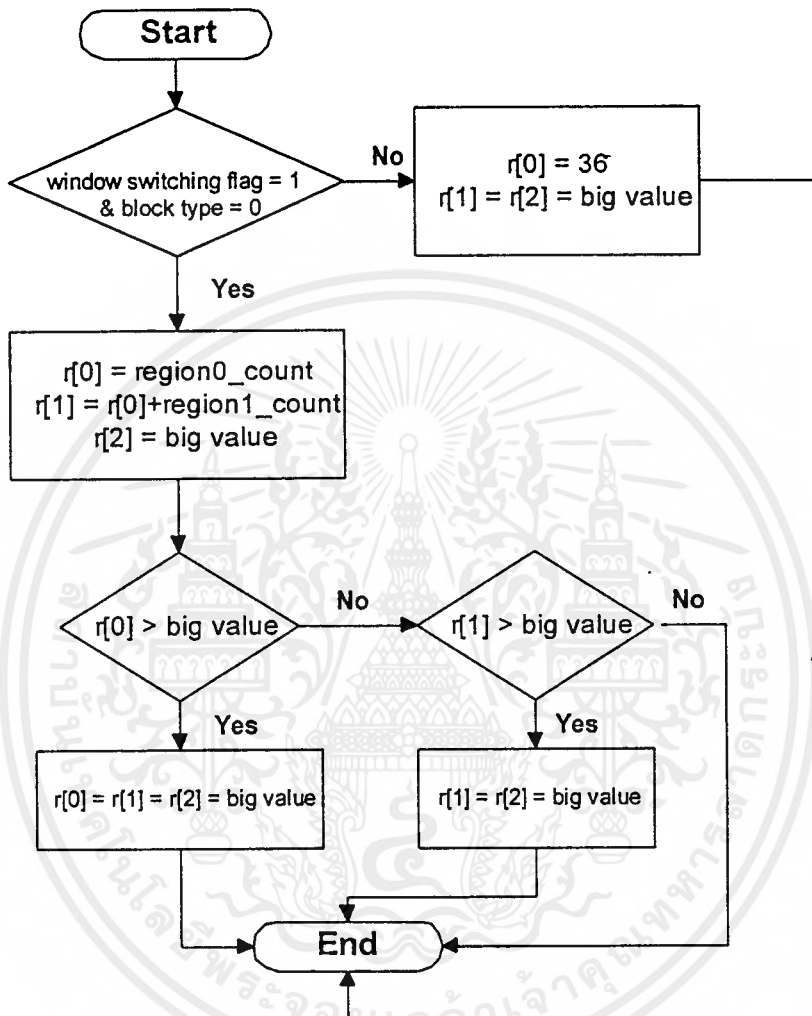 Start
window switching flag = 1
& block type = 0
No
r[0] = 36
r[1] = r[2] = big value
Yes
r[0] = region0_count
r[1] = r[0]+region1_count
r[2] = big value
r[0] > big value
No
r[1] > big value
No
Yes
Yes
r[0] = r[1] = r[2] = big value
r[1] = r[2] = big value
End